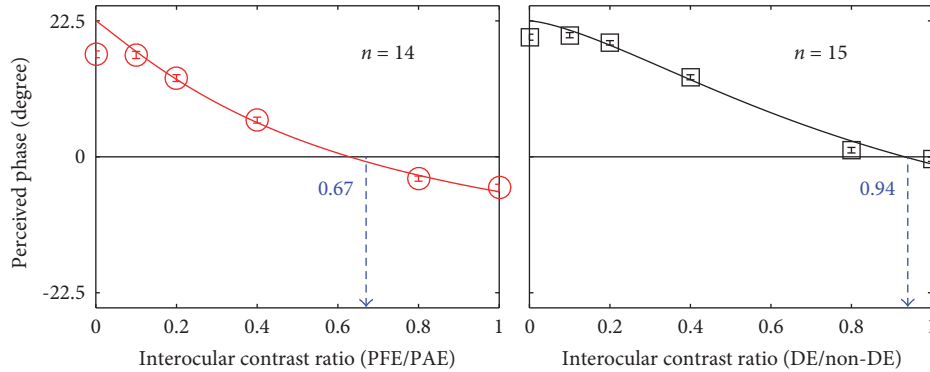 Perceived phase (degree)
22.5
0
-22.5
n = 14
0.67
0 0.2 0.4 0.6 0.8 1
Interocular contrast ratio (PFE/PAE)
n = 15
0.94
0 0.2 0.4 0.6 0.8 1
Interocular contrast ratio (DE/non-DE)